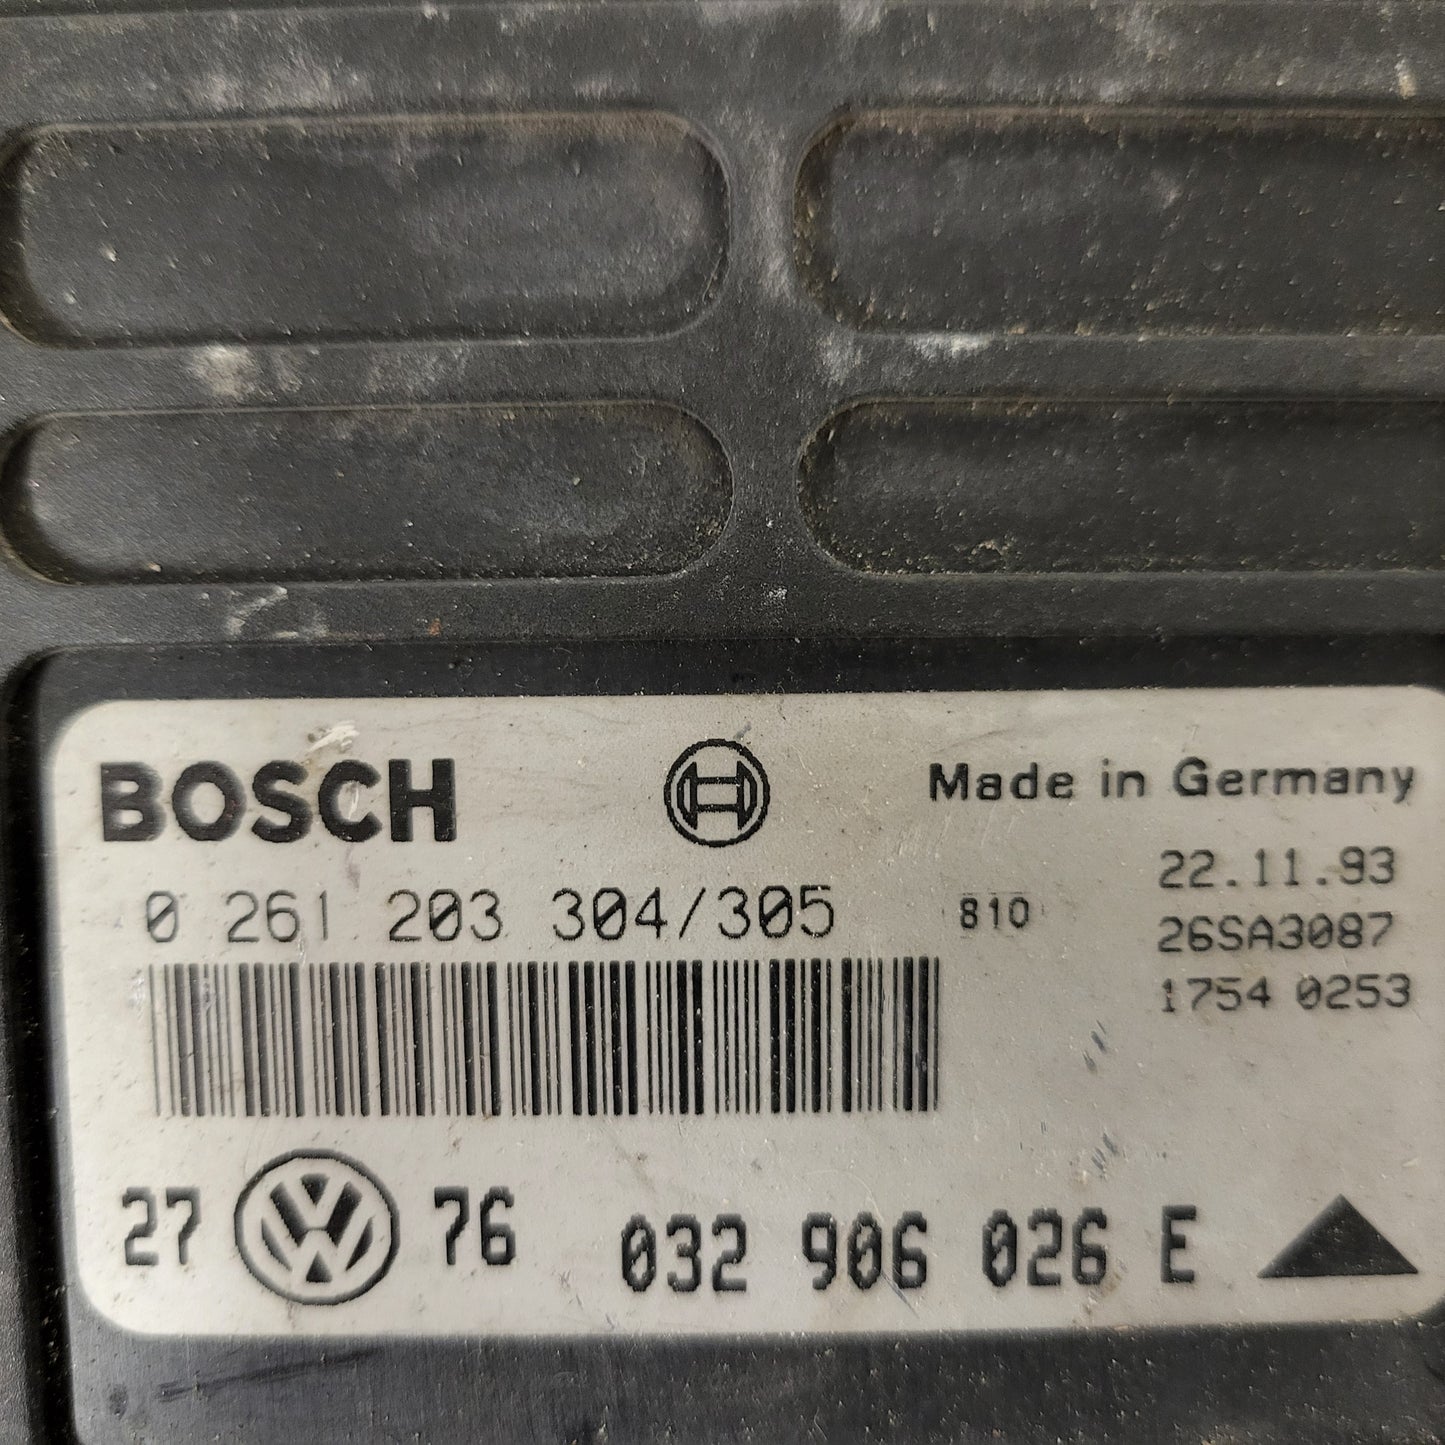 BOSCH
Made in Germany
22.11.93
0 261 203 304/305
810
26SA3087
1754 0253
27 VW 76
032 906 026 E